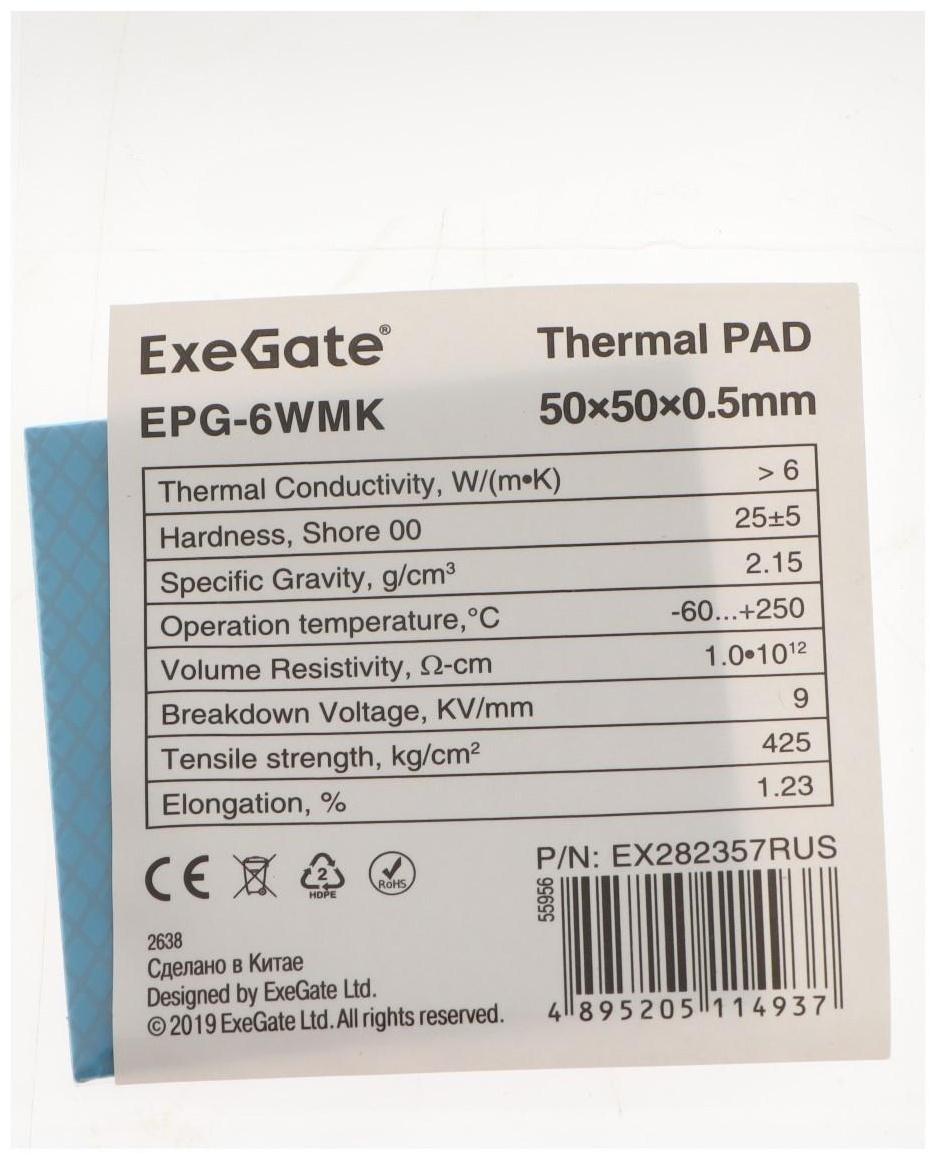 ExeGate® Thermal PAD
EPG-6WMK 50×50×0.5mm
Thermal Conductivity, W/(m•K) > 6
Hardness, Shore 00 25±5
Specific Gravity, g/cm³ 2.15
Operation temperature,°C -60...+250
Volume Resistivity, Ω-cm 1.0•10¹²
Breakdown Voltage, KV/mm 9
Tensile strength, kg/cm² 425
Elongation, % 1.23
CE 2 HDPE RoHS
P/N: EX282357RUS
55956
4 895205 114937
2638
Сделано в Китае
Designed by ExeGate Ltd.
© 2019 ExeGate Ltd. All rights reserved.